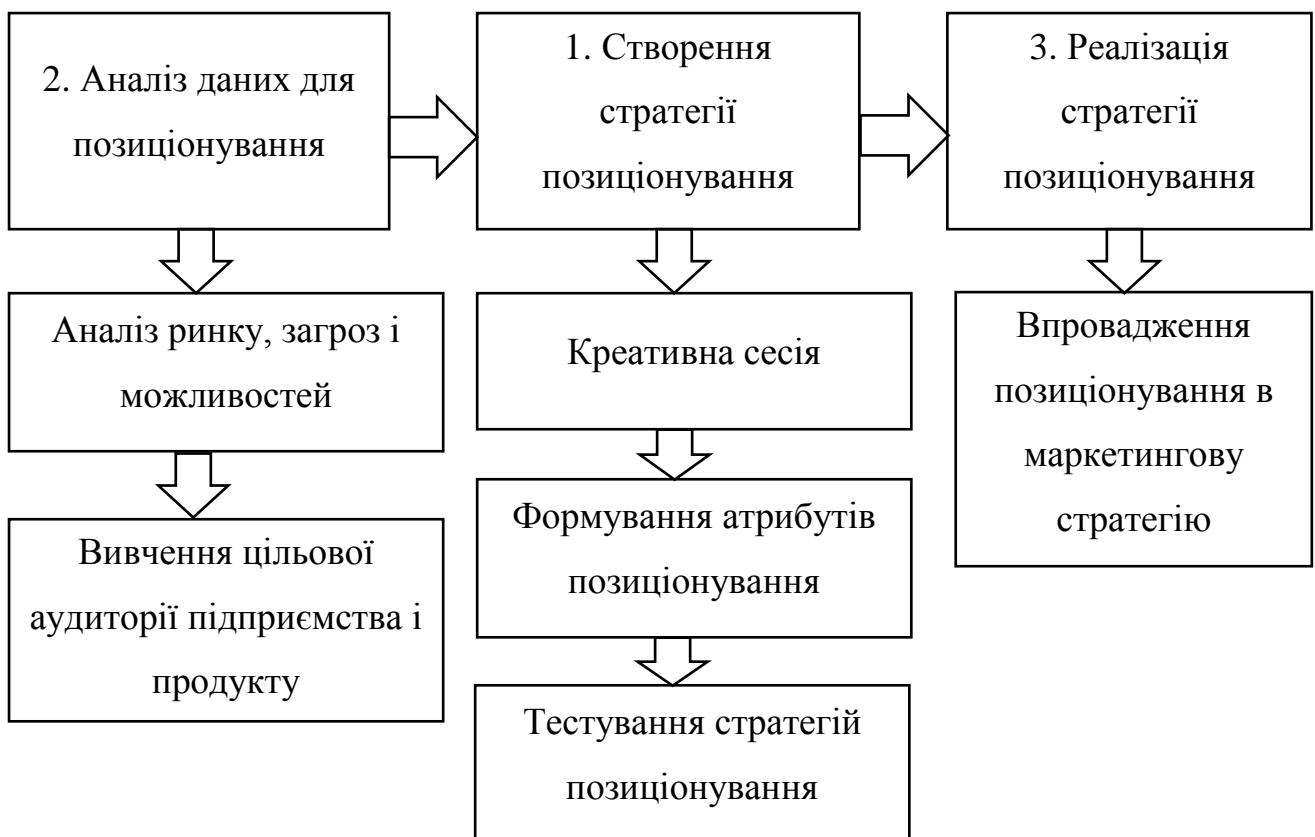 2. Аналіз даних для
позиціонування
1. Створення
стратегії
позиціонування
3. Реалізація
стратегії
позиціонування
Аналіз ринку, загроз і
можливостей
Креативна сесія
Впровадження
позиціонування в
маркетингову
стратегію
Формування атрибутів
позиціонування
Вивчення цільової
аудиторії підприємства і
продукту
Тестування стратегій
позиціонування